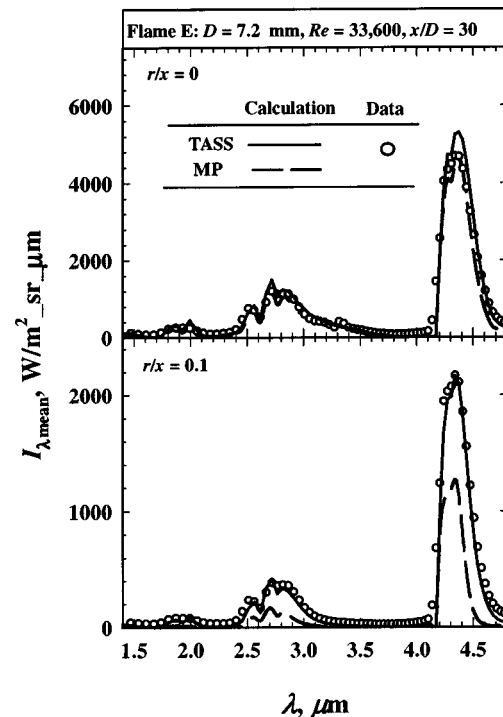 Flame E: D = 7.2 mm, Re = 33,600, x/D = 30
r/x = 0
Calculation Data
TASS
MP
6000
4000
2000
0
r/x = 0.1
2000
1000
0
1.5 2.0 2.5 3.0 3.5 4.0 4.5
I_λmean, W/m²_sr_μm
λ, μm